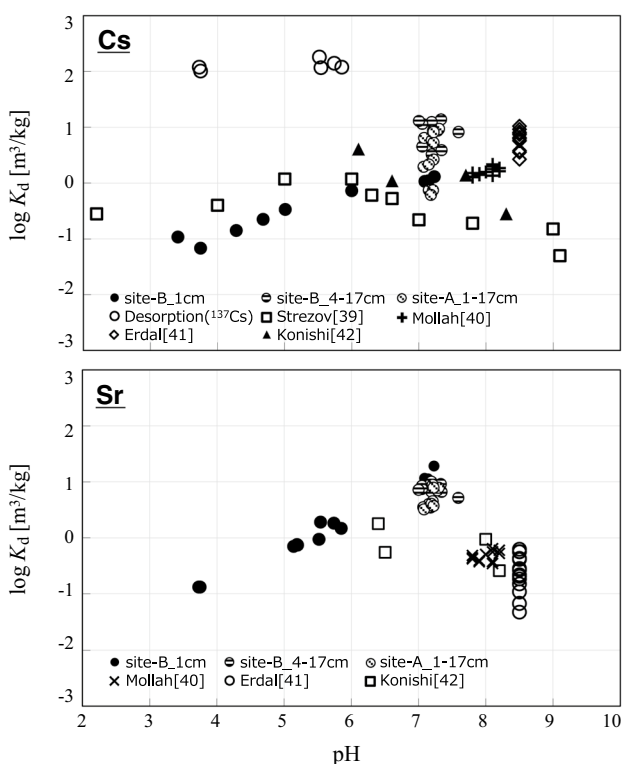 Cs
3
2
1
0
-1
-2
-3
log Kd [m³/kg]
site-B_1cm
site-B_4-17cm
site-A_1-17cm
Desorption(¹³⁷Cs)
Strezov[39]
Mollah[40]
Erdal[41]
Konishi[42]
Sr
3
2
1
0
-1
-2
-3
log Kd [m³/kg]
site-B_1cm
site-B_4-17cm
site-A_1-17cm
Mollah[40]
Erdal[41]
Konishi[42]
2 3 4 5 6 7 8 9 10
pH